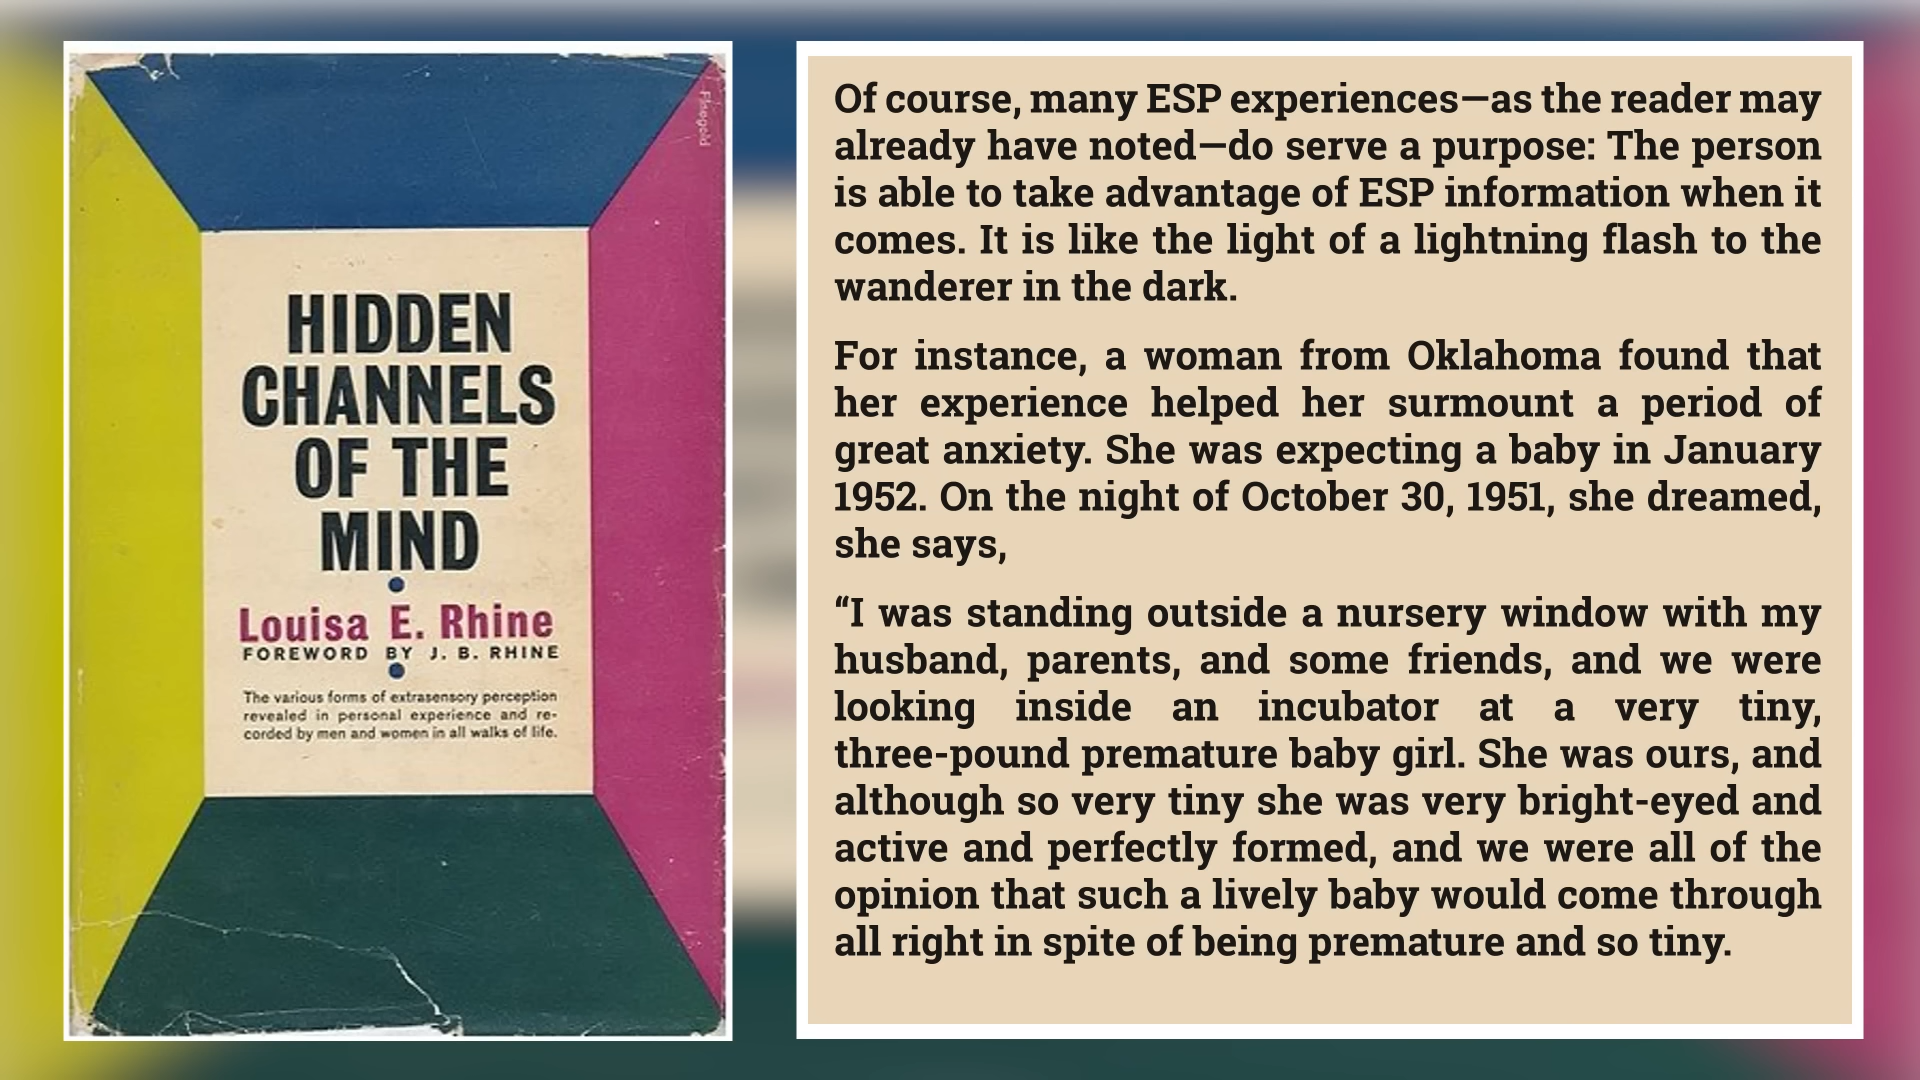 Finegold
HIDDEN
CHANNELS
OF THE
MIND
Louisa E. Rhine
FOREWORD BY J. B. RHINE
The various forms of extrasensory perception
revealed in personal experience and re-
corded by men and women in all walks of life.
Of course, many ESP experiences—as the reader may
already have noted—do serve a purpose: The person
is able to take advantage of ESP information when it
comes. It is like the light of a lightning flash to the
wanderer in the dark.
For instance, a woman from Oklahoma found that
her experience helped her surmount a period of
great anxiety. She was expecting a baby in January
1952. On the night of October 30, 1951, she dreamed,
she says,
“I was standing outside a nursery window with my
husband, parents, and some friends, and we were
looking inside an incubator at a very tiny,
three-pound premature baby girl. She was ours, and
although so very tiny she was very bright-eyed and
active and perfectly formed, and we were all of the
opinion that such a lively baby would come through
all right in spite of being premature and so tiny.